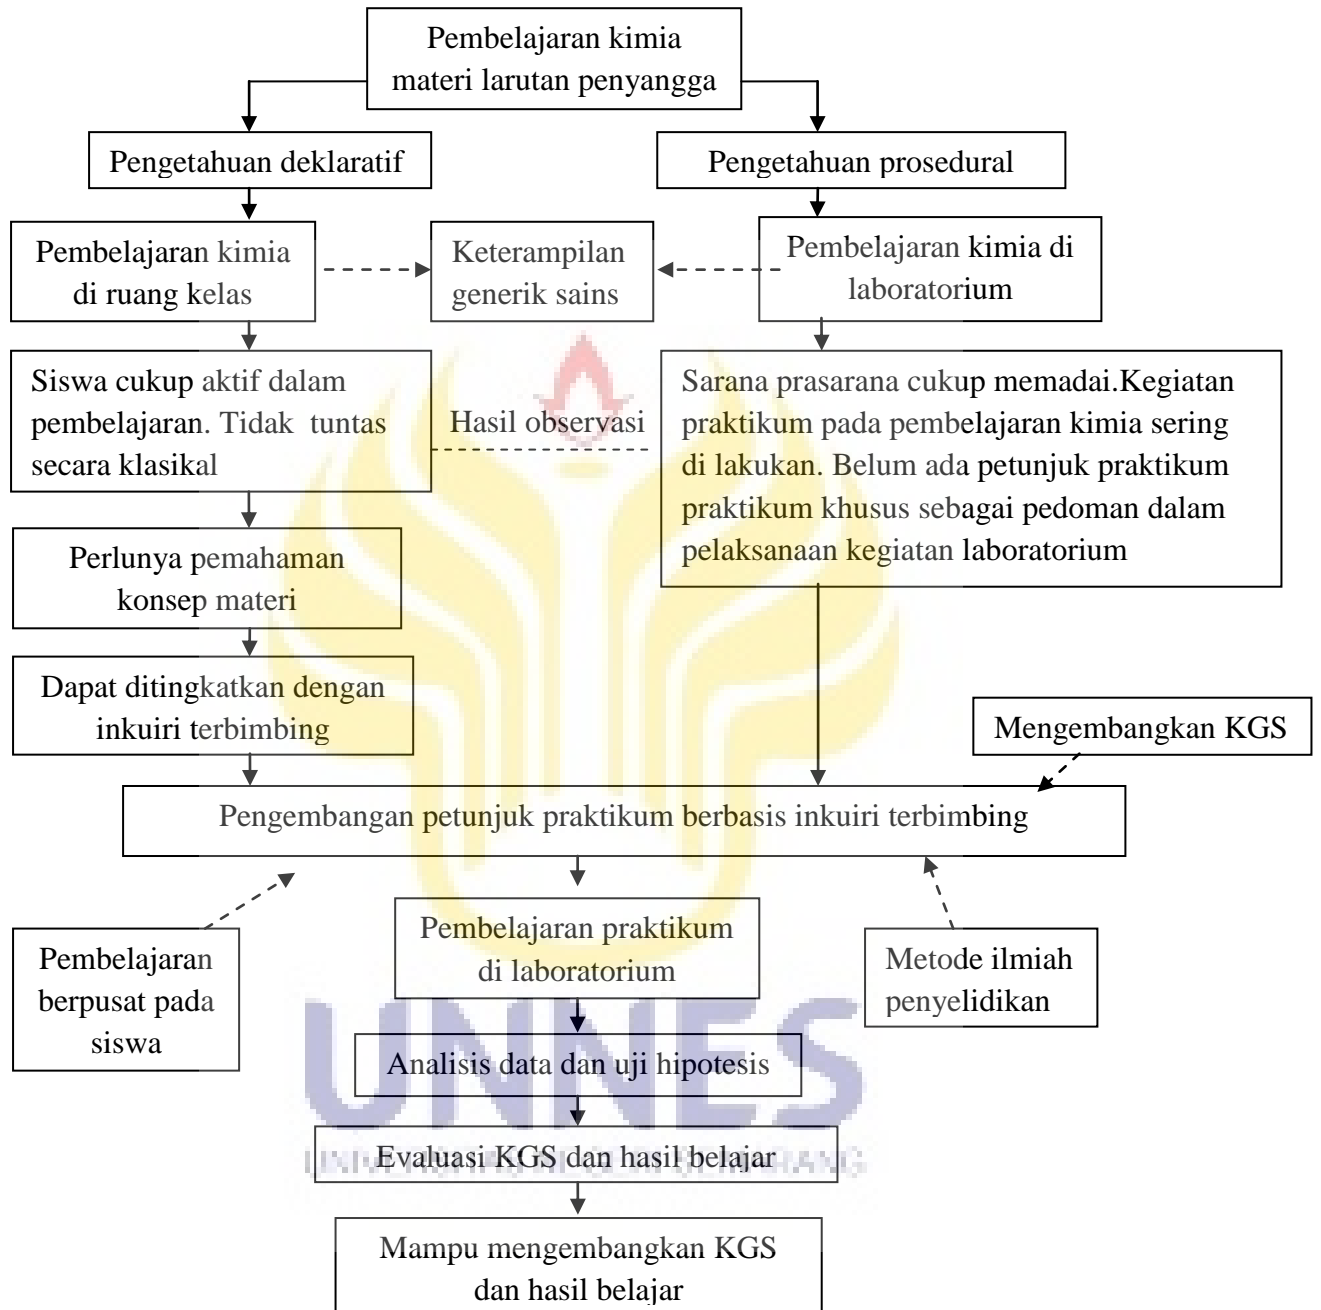 Pembelajaran kimia
materi larutan penyangga
Pengetahuan deklaratif
Pengetahuan prosedural
Pembelajaran kimia
di ruang kelas
Keterampilan
generik sains
Pembelajaran kimia di
laboratorium
Siswa cukup aktif dalam
pembelajaran. Tidak tuntas
secara klasikal
Hasil observasi
Sarana prasarana cukup memadai.Kegiatan
praktikum pada pembelajaran kimia sering
di lakukan. Belum ada petunjuk praktikum
praktikum khusus sebagai pedoman dalam
pelaksanaan kegiatan laboratorium
Perlunya pemahaman
konsep materi
Dapat ditingkatkan dengan
inkuiri terbimbing
Mengembangkan KGS
Pengembangan petunjuk praktikum berbasis inkuiri terbimbing
Pembelajaran
berpusat pada
siswa
Pembelajaran praktikum
di laboratorium
Metode ilmiah
penyelidikan
UNNES
Analisis data dan uji hipotesis
Evaluasi KGS dan hasil belajar
Mampu mengembangkan KGS
dan hasil belajar